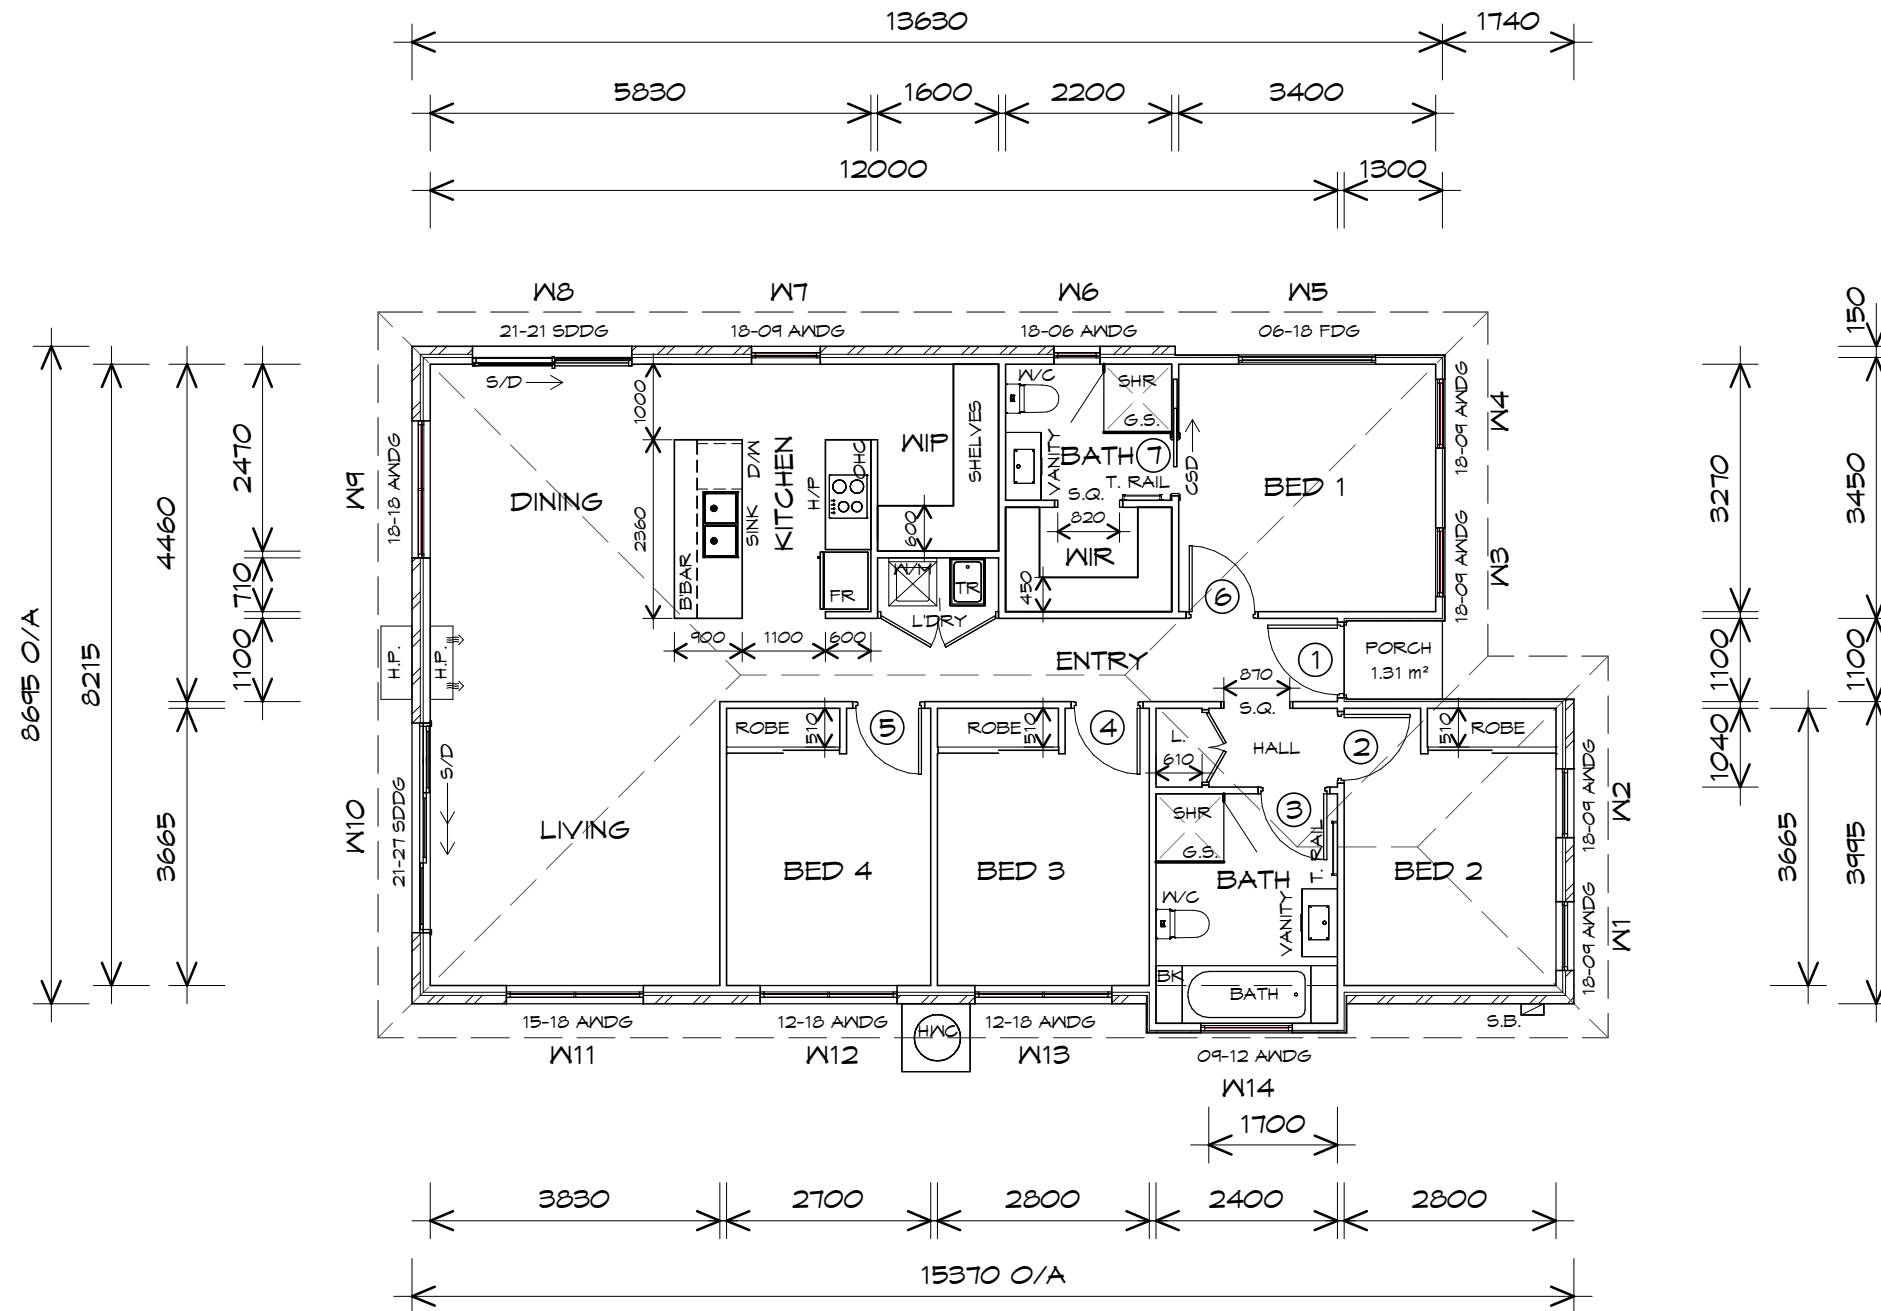 13630
1740
5830
1600
2200
3400
12000
1300
W8
W7
W6
W5
21-21 SDDG
18-09 AWDG
18-06 AWDG
06-18 FDG
S/D
8695 O/A
8215
4460
3665
2470
710
1100
W9
18-18 AWDG
W10
21-27 SDDG
H.P.
H.P.
S/D
DINING
LIVING
1000
2360
B'BAR
D/W
SINK
KITCHEN
H/P
OHC
FR
900
1100
600
WIP
SHELVES
600
W/M
TR
L'DRY
W/C
VANITY
SHR
G.S.
BATH
7
S.Q.
T. RAIL
820
WIR
450
CSD
BED 1
6
ENTRY
1
PORCH
1.31 m²
870
S.Q.
18-09 AWDG
W4
18-09 AWDG
W3
3270
1100
1040
3665
150
3450
1100
3995
ROBE
510
5
ROBE
510
4
L.
610
HALL
2
510
ROBE
3
SHR
G.S.
T. RAIL
BATH
W/C
VANITY
BK
BATH
BED 4
BED 3
BED 2
18-09 AWDG
W2
18-09 AWDG
W1
S.B.
15-18 AWDG
12-18 AWDG
HWC
12-18 AWDG
09-12 AWDG
W11
W12
W13
W14
1700
3830
2700
2800
2400
2800
15370 O/A